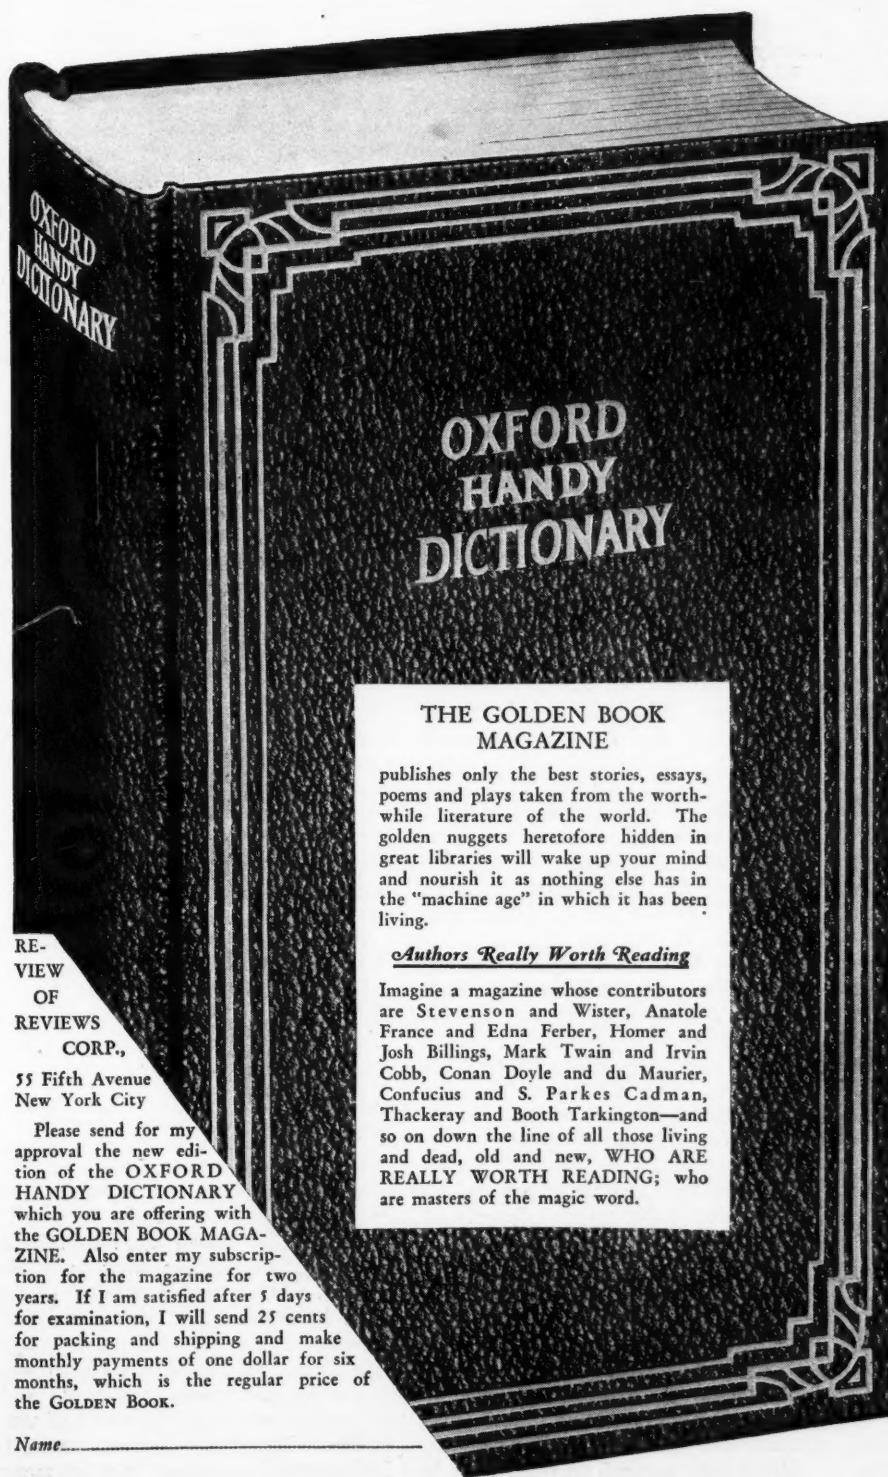 OXFORD
HANDY
DICTIONARY
OXFORD
HANDY
DICTIONARY
THE GOLDEN BOOK
MAGAZINE
publishes only the best stories, essays,
poems and plays taken from the worth-
while literature of the world. The
golden nuggets heretofore hidden in
great libraries will wake up your mind
and nourish it as nothing else has in
the "machine age" in which it has been
living.
Authors Really Worth Reading
Imagine a magazine whose contributors
are Stevenson and Wister, Anatole
France and Edna Ferber, Homer and
Josh Billings, Mark Twain and Irvin
Cobb, Conan Doyle and du Maurier,
Confucius and S. Parkes Cadman,
Thackeray and Booth Tarkington—and
so on down the line of all those living
and dead, old and new, WHO ARE
REALLY WORTH READING; who
are masters of the magic word.
RE-
VIEW
OF
REVIEWS
CORP.,
55 Fifth Avenue
New York City
Please send for my
approval the new edi-
tion of the OXFORD
HANDY DICTIONARY
which you are offering with
the GOLDEN BOOK MAGA-
ZINE. Also enter my subscrip-
tion for the magazine for two
years. If I am satisfied after 5 days
for examination, I will send 25 cents
for packing and shipping and make
monthly payments of one dollar for six
months, which is the regular price of
the GOLDEN BOOK.
Name